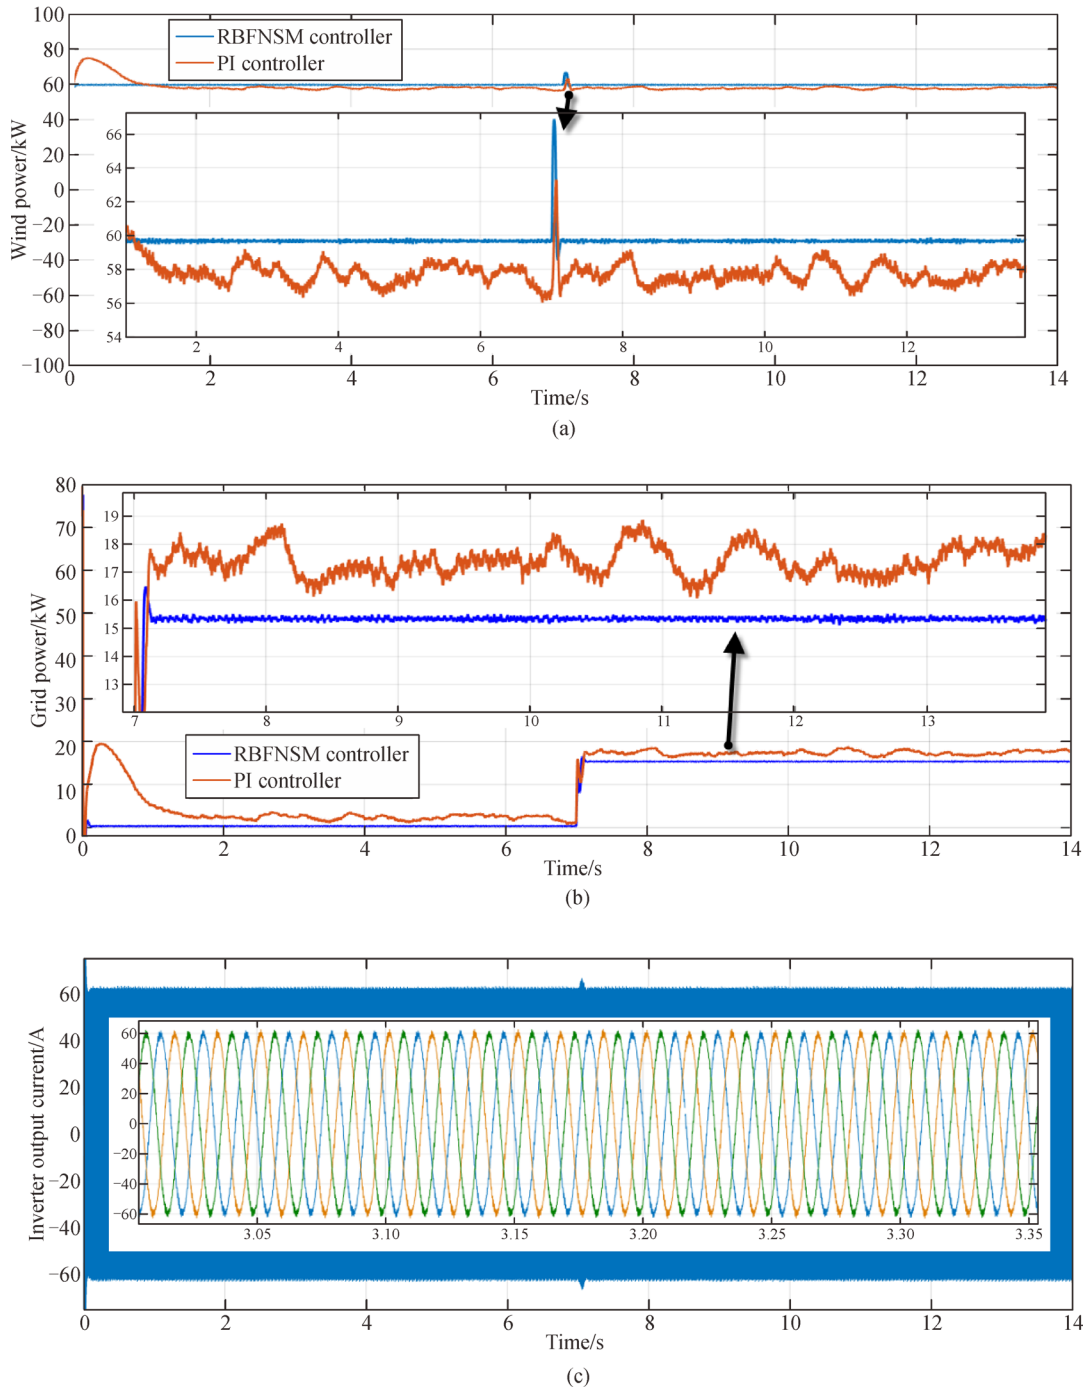 100
80
60
40
20
0
−20
−40
−60
−80
−100
Wind power/kW
RBFNSM controller
PI controller
66
64
62
60
58
56
54
2 4 6 8 10 12
0 2 4 6 8 10 12 14
Time/s
(a)
80
70
60
50
40
30
20
10
0
Grid power/kW
19
18
17
16
15
14
13
7 8 9 10 11 12 13
RBFNSM controller
PI controller
0 2 4 6 8 10 12 14
Time/s
(b)
60
40
20
0
−20
−40
−60
Inverter output current/A
60
40
20
0
−20
−40
−60
3.05 3.10 3.15 3.20 3.25 3.30 3.35
0 2 4 6 8 10 12 14
Time/s
(c)